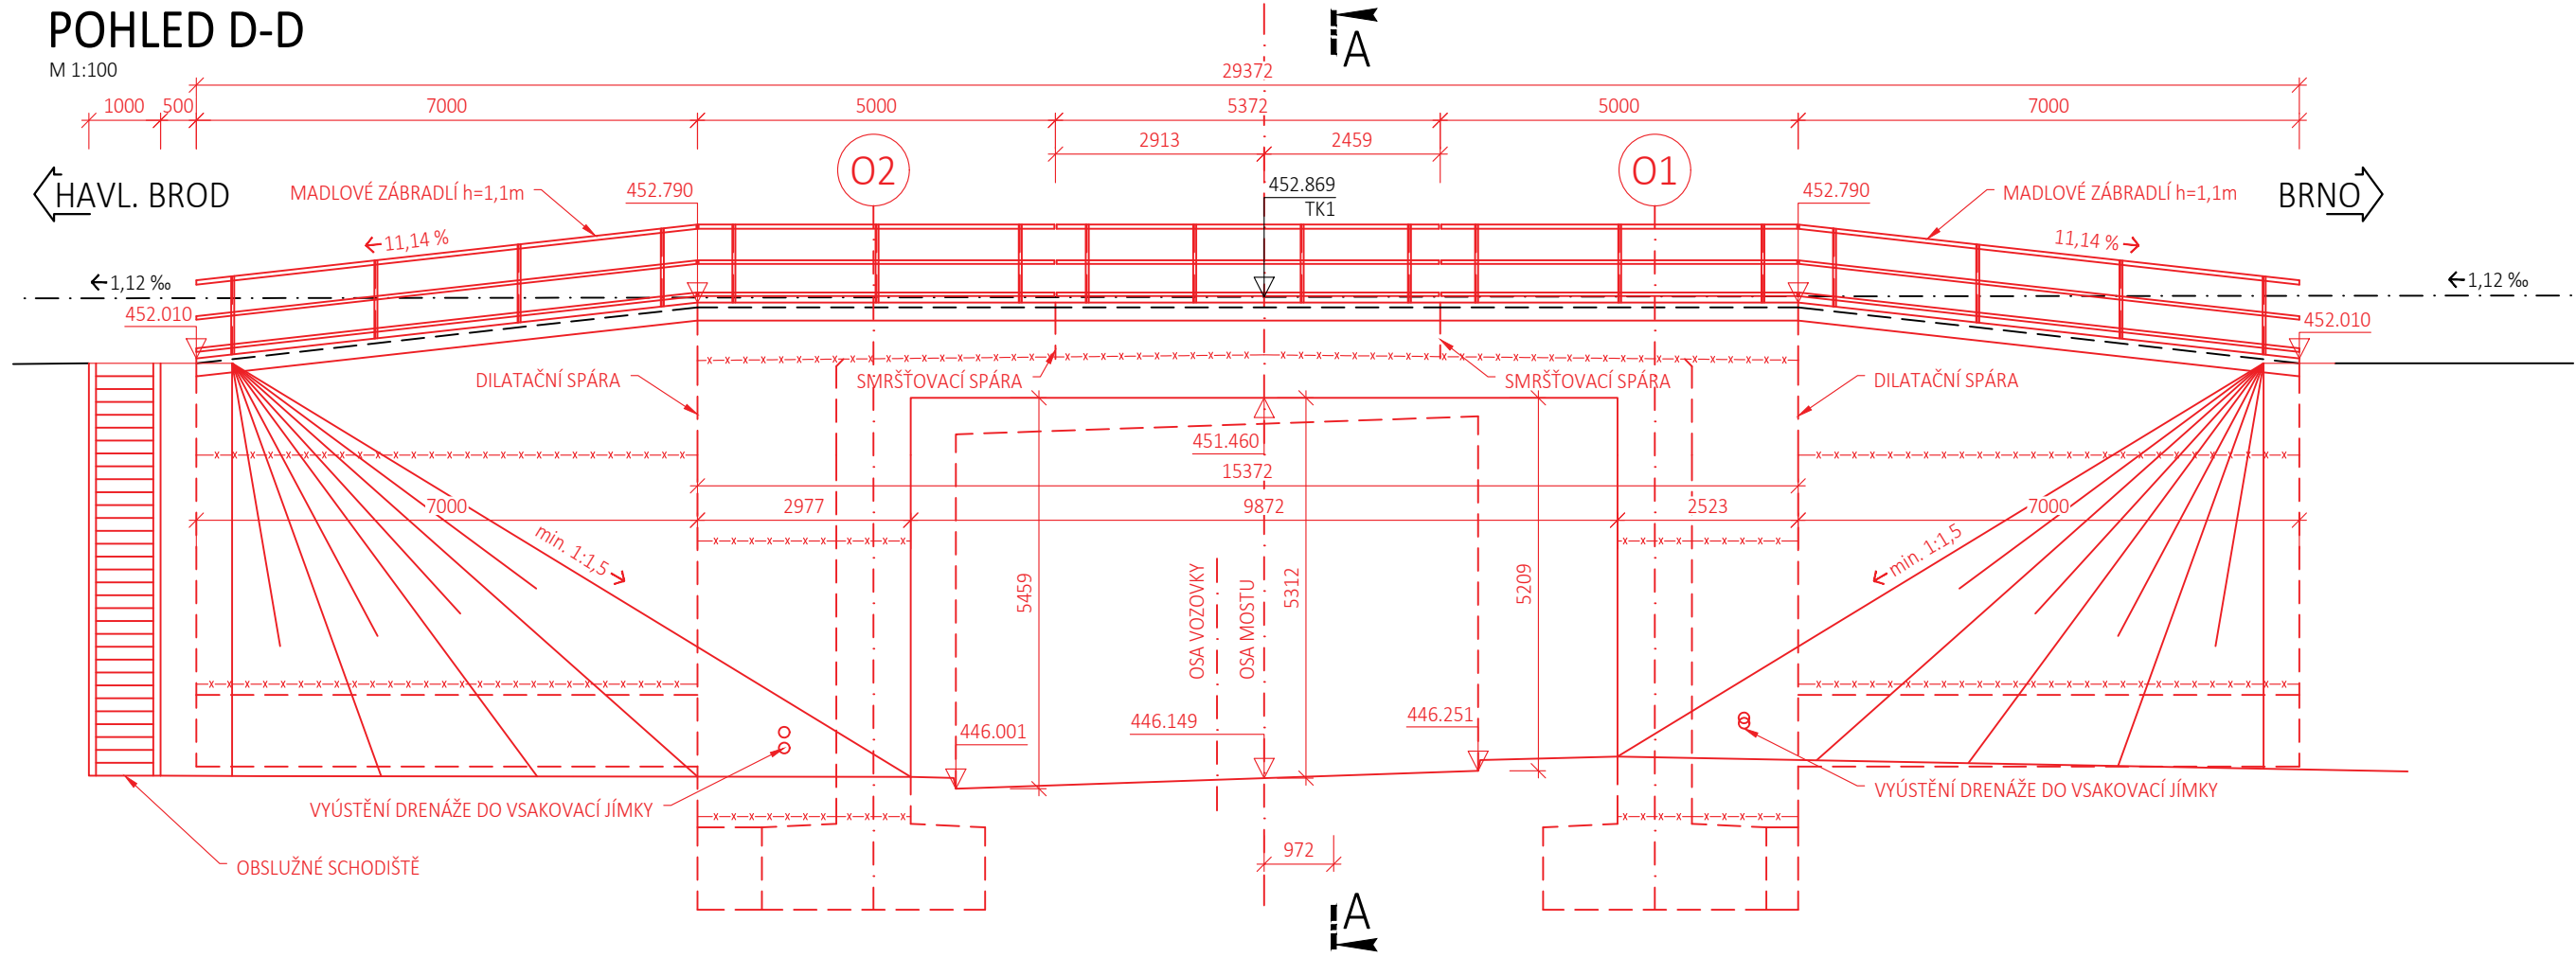 POHLED D-D
M 1:100
A
29372
1000
500
7000
5000
5372
5000
7000
2913
2459
O2
O1
HAVL. BROD
MADLOVÉ ZÁBRADLÍ h=1,1m
452.790
452.869
TK1
452.790
MADLOVÉ ZÁBRADLÍ h=1,1m
BRNO
11,14 %
11,14 %
1,12 ‰
1,12 ‰
452.010
452.010
DILATAČNÍ SPÁRA
SMRŠŤOVACÍ SPÁRA
SMRŠŤOVACÍ SPÁRA
DILATAČNÍ SPÁRA
451.460
15372
7000
2977
9872
2523
7000
min. 1:1,5
min. 1:1,5
5459
OSA VOZOVKY
OSA MOSTU
5312
5209
446.001
446.149
446.251
VYÚSTĚNÍ DRENÁŽE DO VSAKOVACÍ JÍMKY
VYÚSTĚNÍ DRENÁŽE DO VSAKOVACÍ JÍMKY
OBSLUŽNÉ SCHODIŠTĚ
972
A